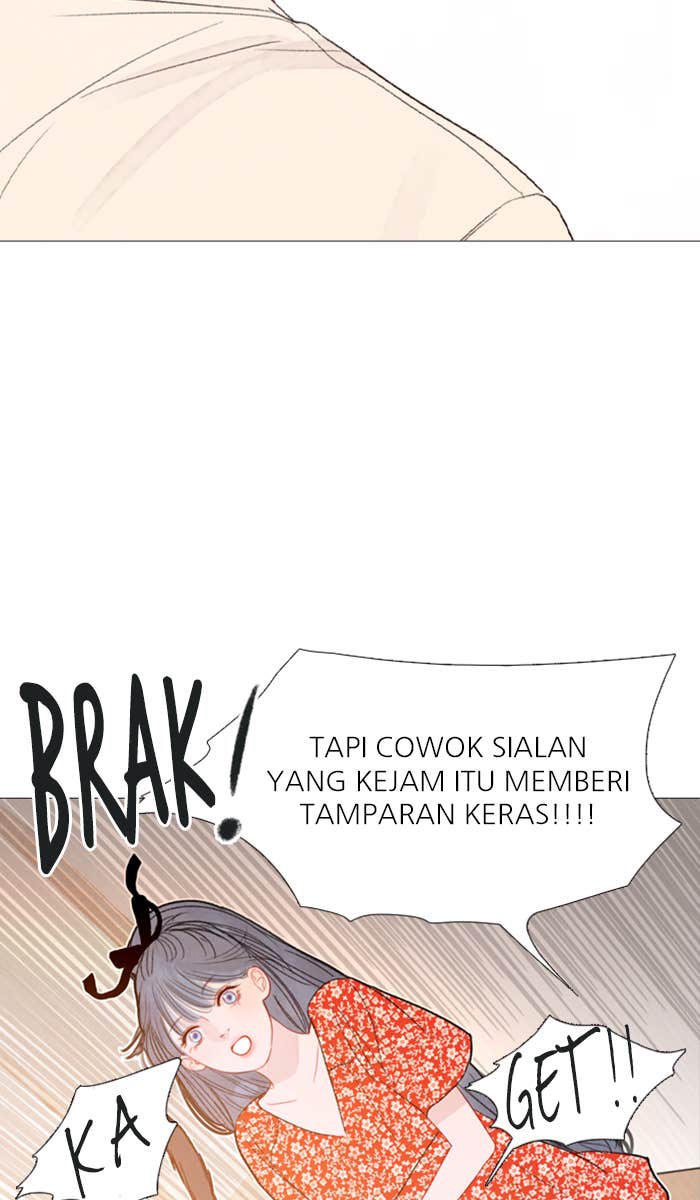 BRAK!
TAPI COWOK SIALAN
YANG KEJAM ITU MEMBERI
TAMPARAN KERAS!!!!
KA
GET!!